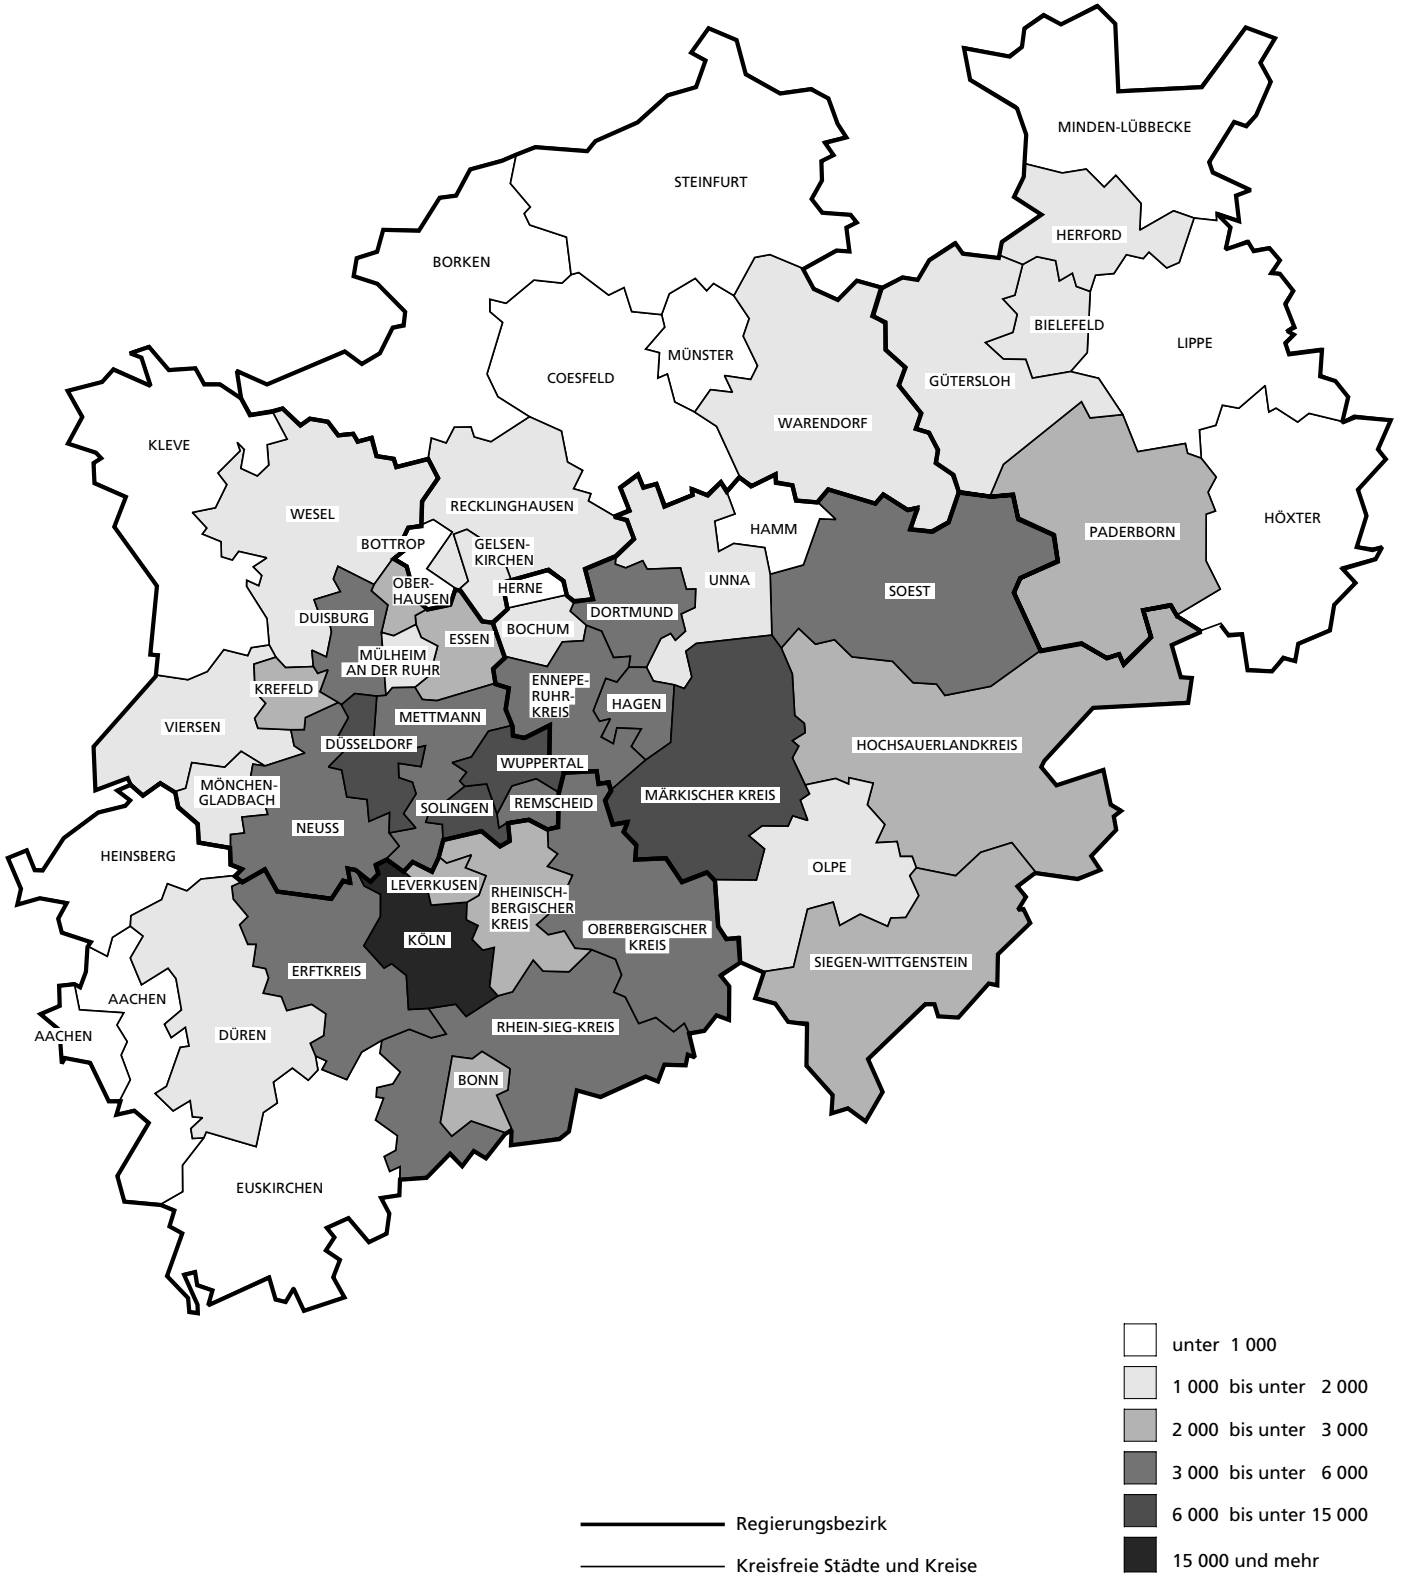 MINDEN-LÜBBECKE
STEINFURT
HERFORD
BORKEN
BIELEFELD
LIPPE
MÜNSTER
COESFELD
GÜTERSLOH
WARENDORF
KLEVE
RECKLINGHAUSEN
WESEL
HÖXTER
HAMM
PADERBORN
BOTTROP
GELSEN-
KIRCHEN
UNNA
OBER-
HAUSEN
HERNE
SOEST
DUISBURG
DORTMUND
BOCHUM
ESSEN
MÜLHEIM
AN DER RUHR
KREFELD
ENNEPE-
RUHR-
KREIS
HAGEN
METTMANN
VIERSEN
DÜSSELDORF
HOCHSAUERLANDKREIS
WUPPERTAL
MÖNCHEN-
GLADBACH
MÄRKISCHER KREIS
SOLINGEN
REMSCHEID
NEUSS
HEINSBERG
OLPE
LEVERKUSEN
RHEINISCH-
BERGISCHER
KREIS
OBERBERGISCHER
KREIS
KÖLN
SIEGEN-WITTGENSTEIN
ERFTKREIS
AACHEN
RHEIN-SIEG-KREIS
AACHEN
DÜREN
BONN
EUSKIRCHEN
unter 1 000
1 000 bis unter 2 000
2 000 bis unter 3 000
3 000 bis unter 6 000
6 000 bis unter 15 000
15 000 und mehr
Regierungsbezirk
Kreisfreie Städte und Kreise